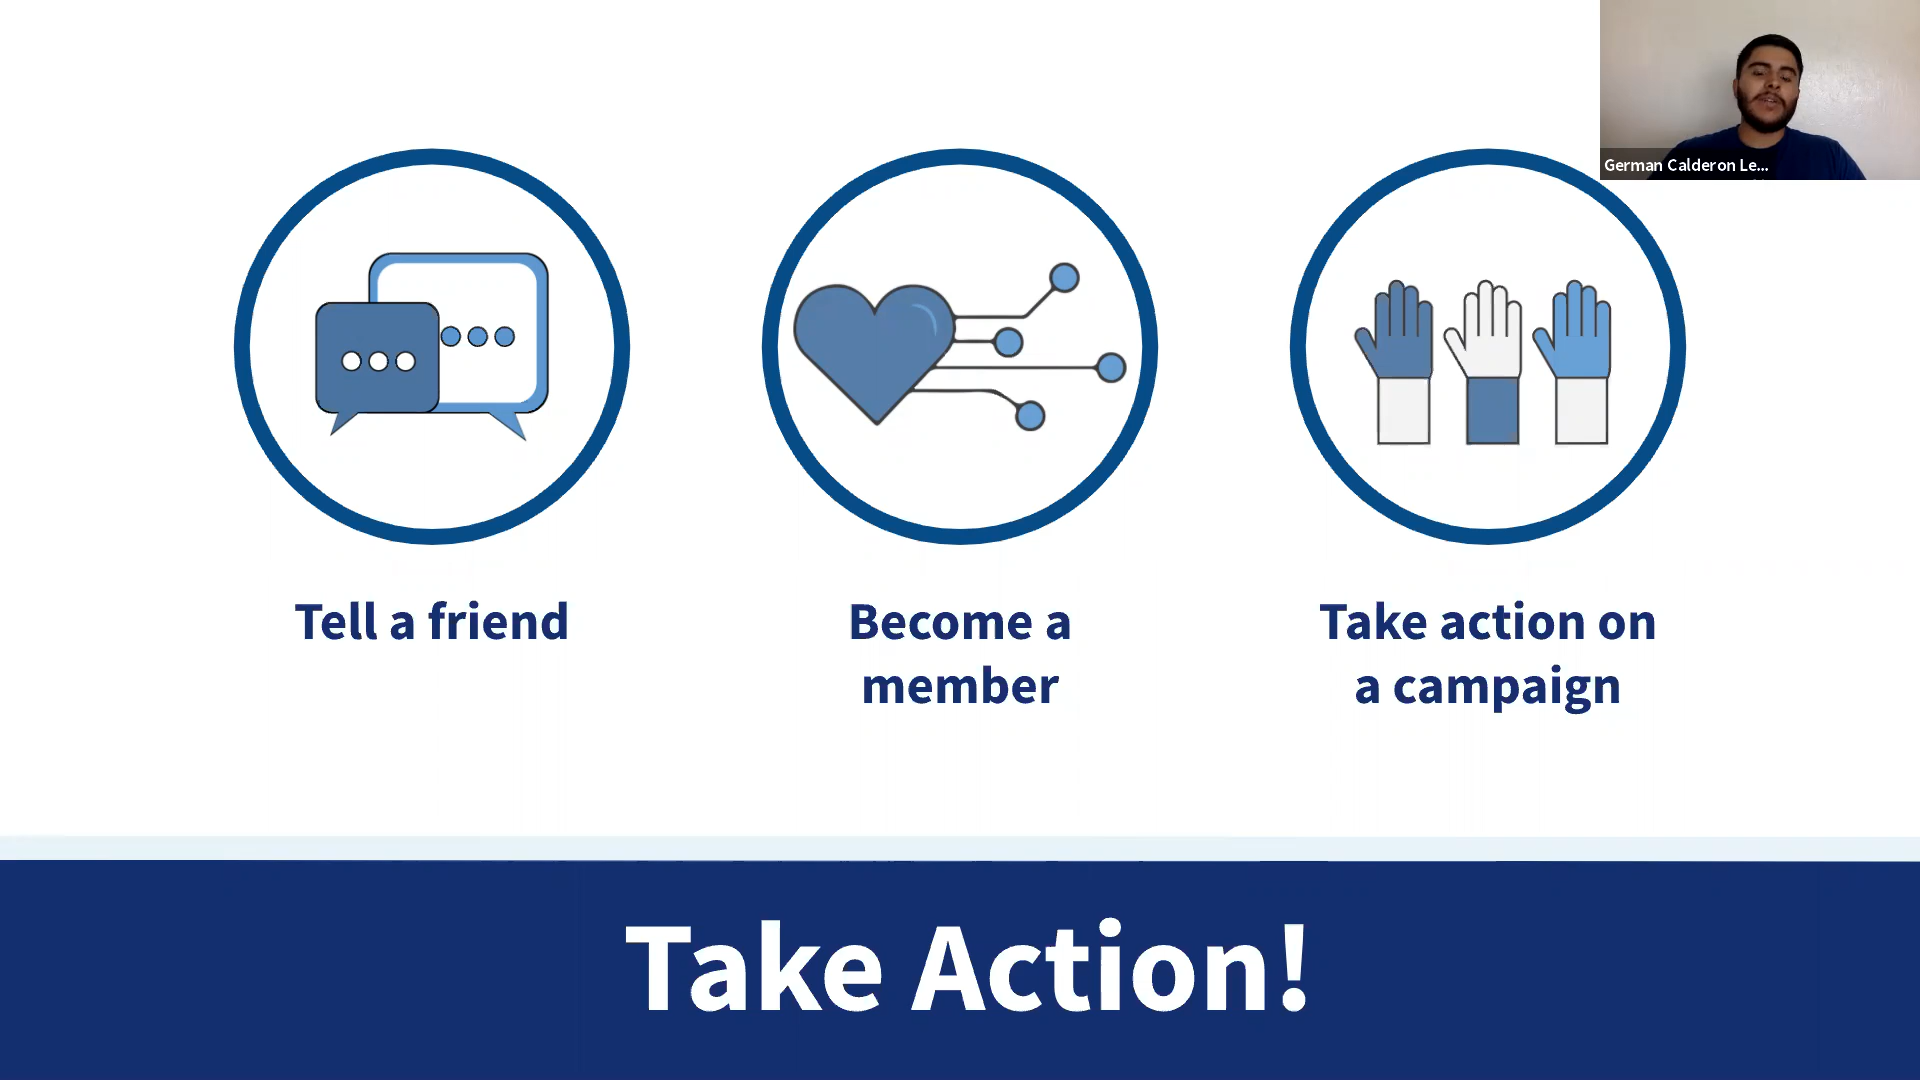 German Calderon Le...
Tell a friend
Become a
member
Take action on
a campaign
Take Action!